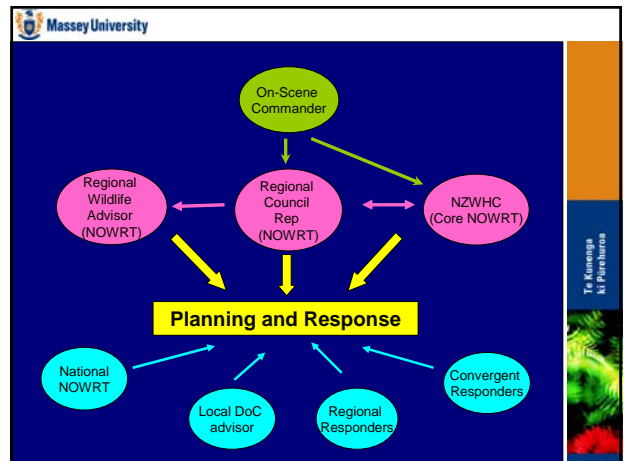 Massey University
On-Scene
Commander
Regional
Wildlife
Advisor
(NOWRT)
Regional
Council
Rep
(NOWRT)
NZWHC
(Core NOWRT)
Te Kunenga
ki Pūrehuroa
Planning and Response
National
NOWRT
Local DoC
advisor
Regional
Responders
Convergent
Responders